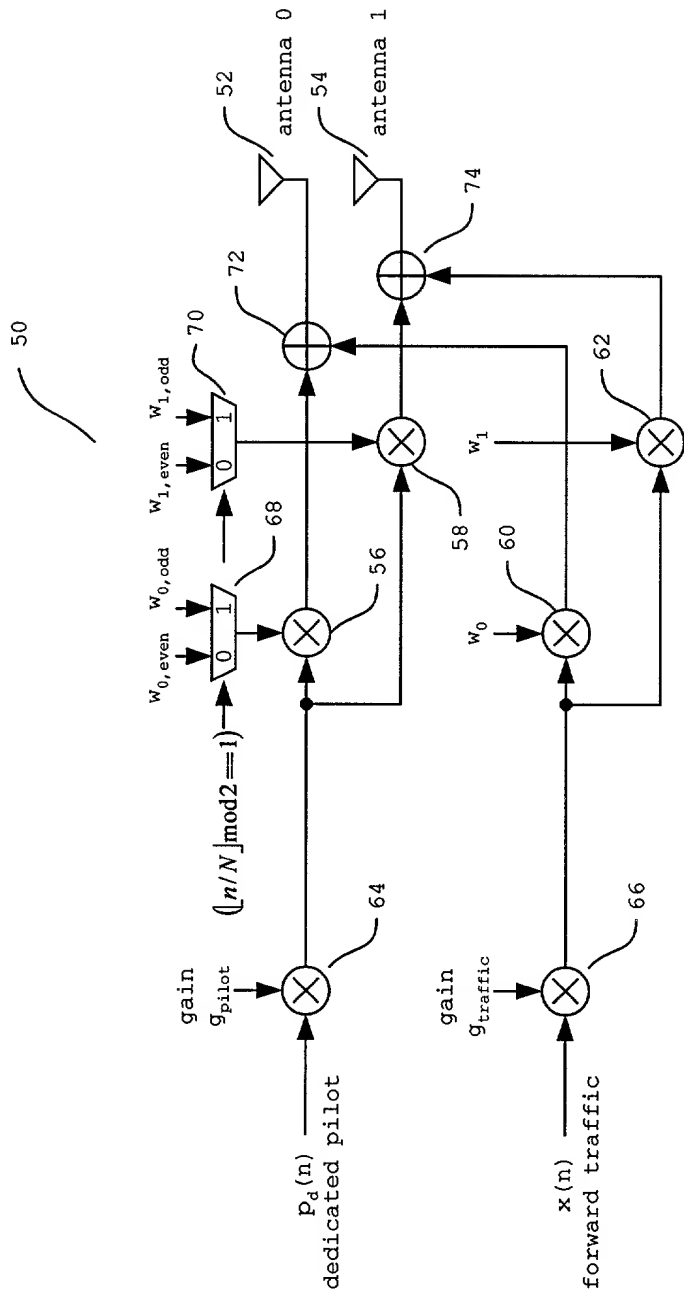 50
antenna 0
52
antenna 1
54
74
72
70
W1,even W1,odd
0 1
62
w1
58
68
W0,even W0,odd
0 1
56
60
w0
(⌊n/N⌋mod2==1)
64
66
gain
gpilot
gain
gtraffic
pd(n)
dedicated pilot
x(n)
forward traffic